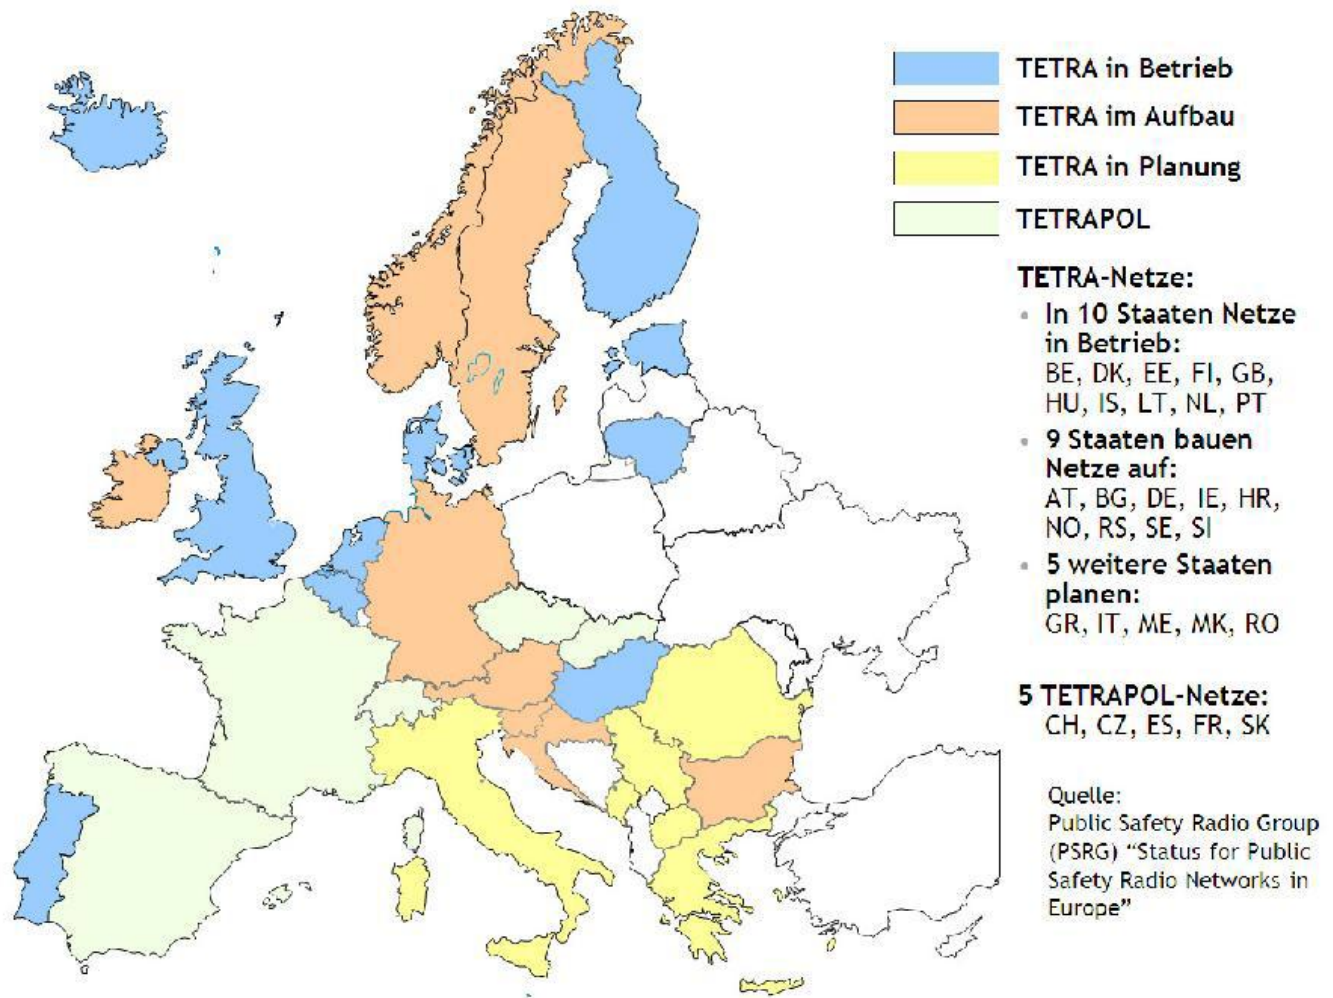 TETRA in Betrieb
TETRA im Aufbau
TETRA in Planung
TETRAPOL
TETRA-Netze:
• In 10 Staaten Netze
in Betrieb:
BE, DK, EE, FI, GB,
HU, IS, LT, NL, PT
• 9 Staaten bauen
Netze auf:
AT, BG, DE, IE, HR,
NO, RS, SE, SI
• 5 weitere Staaten
planen:
GR, IT, ME, MK, RO
5 TETRAPOL-Netze:
CH, CZ, ES, FR, SK
Quelle:
Public Safety Radio Group
(PSRG) “Status for Public
Safety Radio Networks in
Europe”